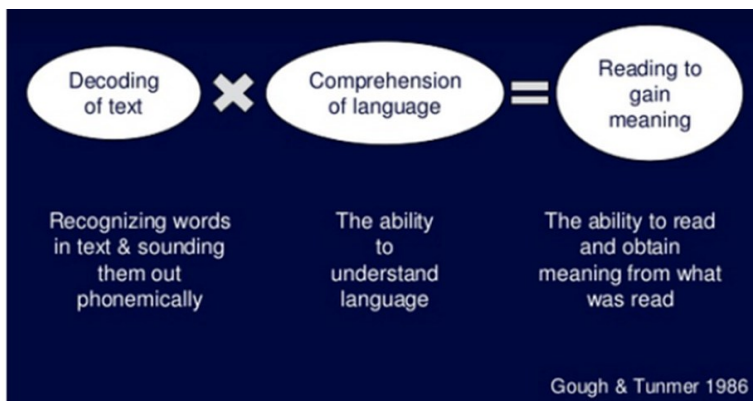 Decoding
of text
×
Comprehension
of language
=
Reading to
gain
meaning
Recognizing words
in text & sounding
them out
phonemically
The ability
to
understand
language
The ability to read
and obtain
meaning from what
was read
Gough & Tunmer 1986